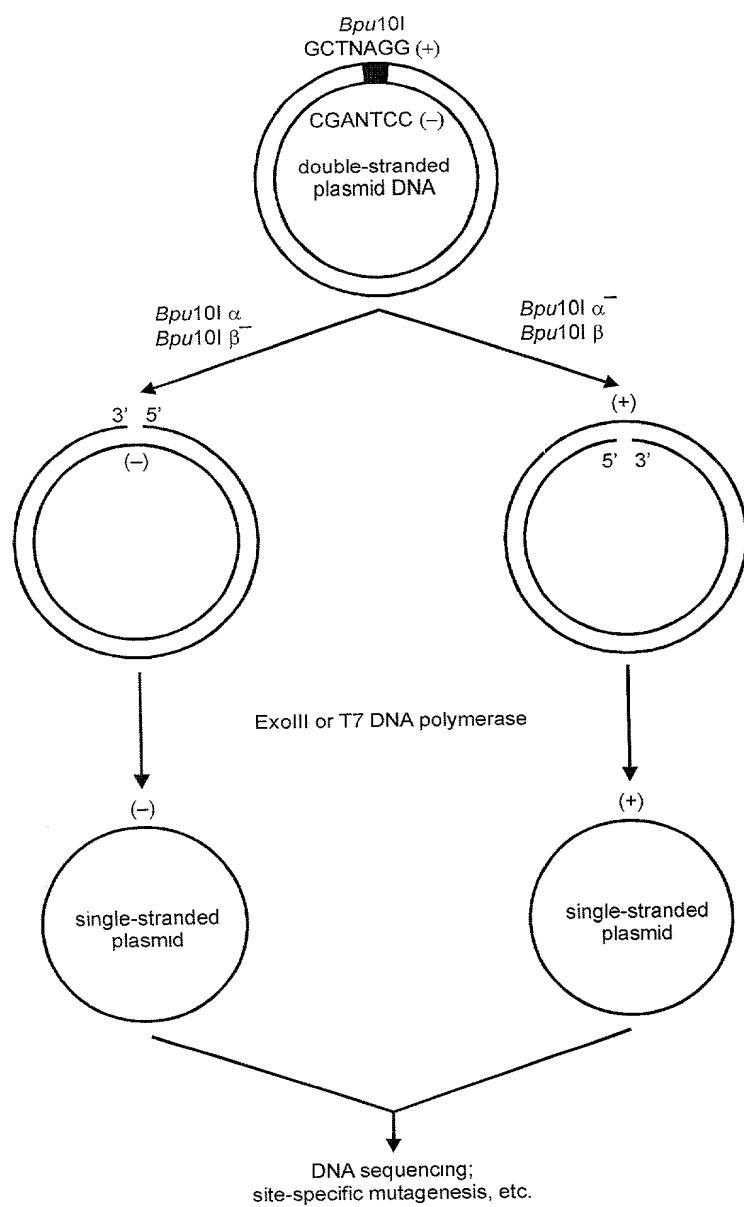 Bpu10I
GCTNAGG (+)
CGANTCC (–)
double-stranded
plasmid DNA
Bpu10I α
Bpu10I β¯
Bpu10I α¯
Bpu10I β
3' 5'
(–)
(+)
5' 3'
ExoIII or T7 DNA polymerase
(–)
single-stranded
plasmid
(+)
single-stranded
plasmid
DNA sequencing;
site-specific mutagenesis, etc.